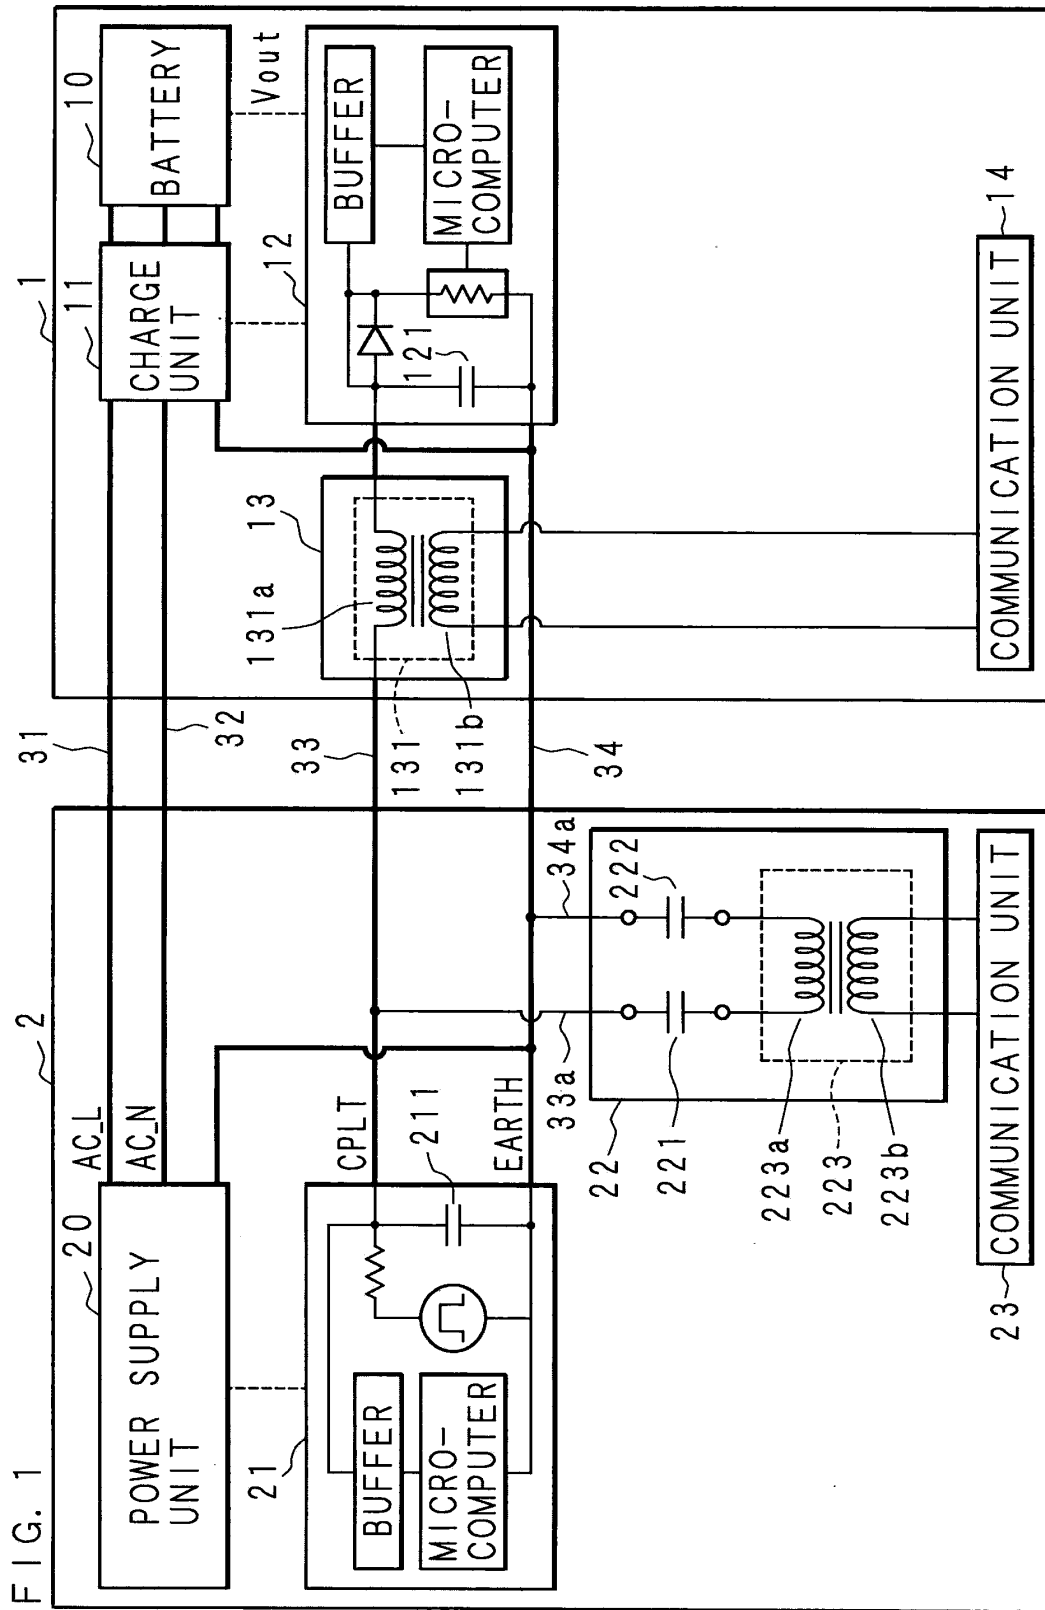 FIG. 1
2
1
20
POWER SUPPLY
UNIT
AC_L
AC_N
31
32
11
CHARGE
UNIT
10
BATTERY
Vout
21
BUFFER
MICRO-
COMPUTER
CPLT
211
EARTH
33
13
131a
131
131b
34
12
121
BUFFER
MICRO-
COMPUTER
33a
34a
22
221
222
223a
223
223b
23
COMMUNICATION UNIT
COMMUNICATION UNIT
14